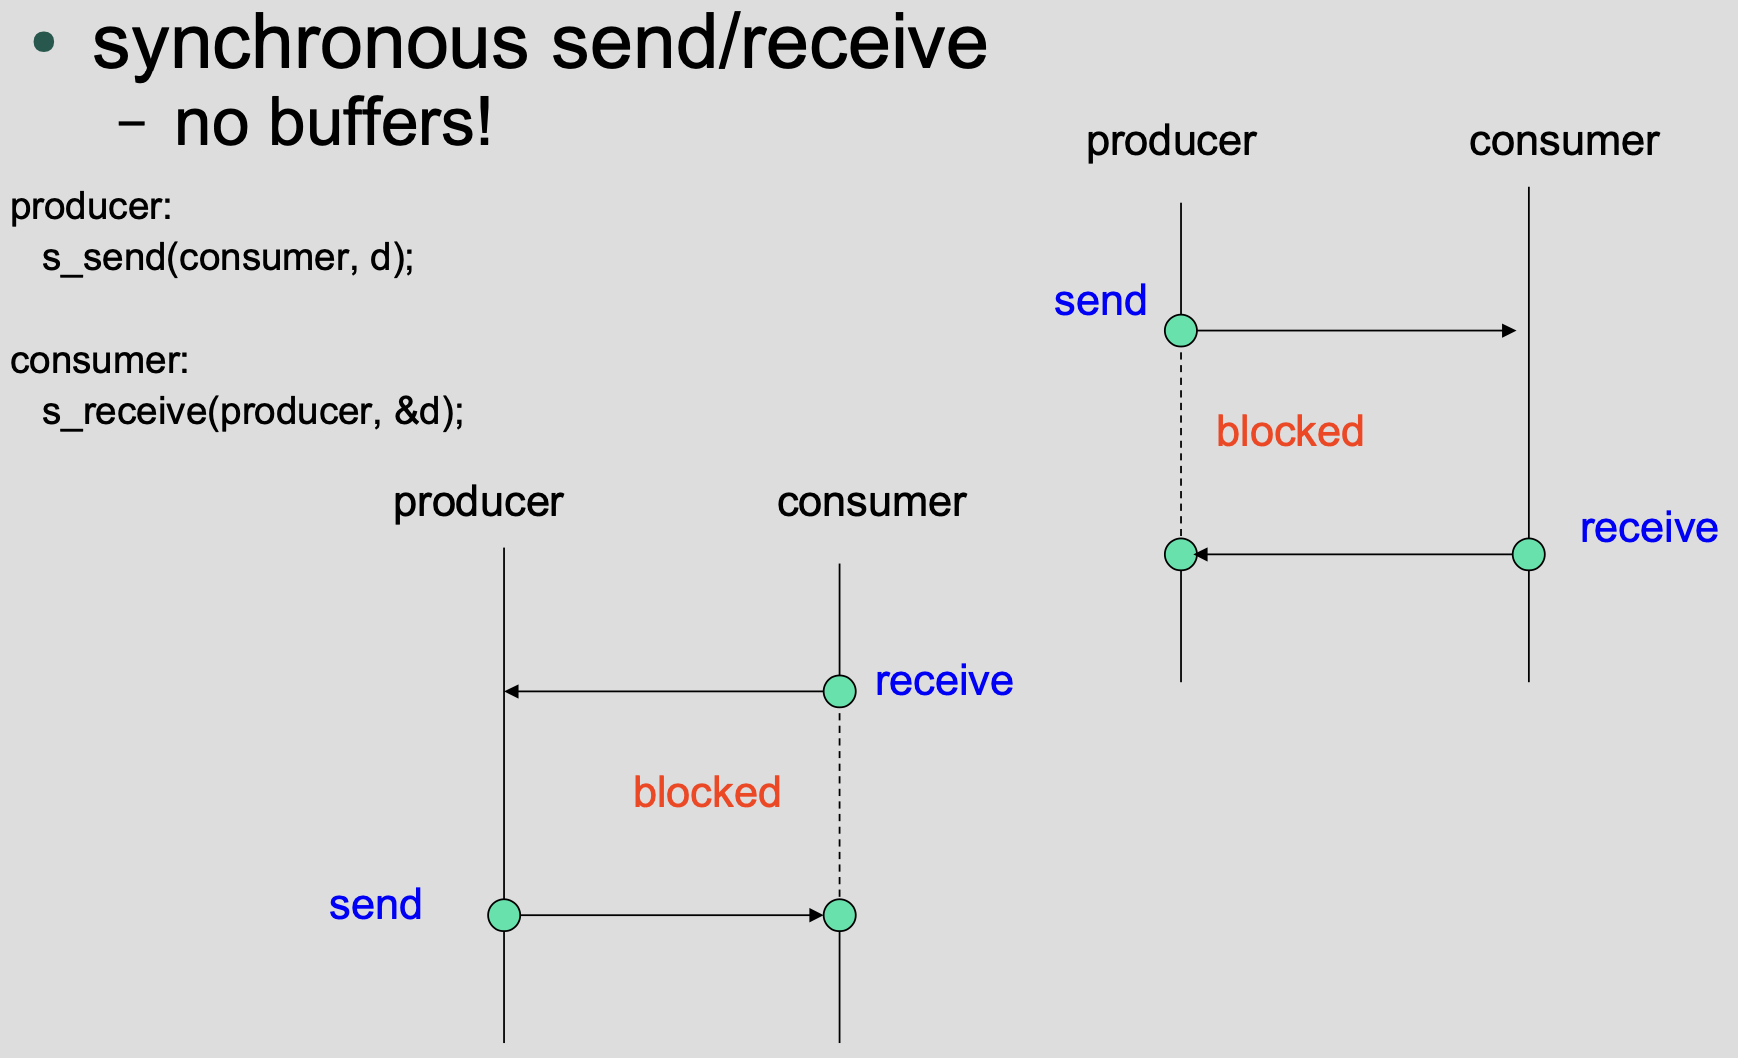 • synchronous send/receive
– no buffers!
producer:
s_send(consumer, d);
consumer:
s_receive(producer, &d);
producer consumer
send
blocked
receive
producer consumer
receive
blocked
send